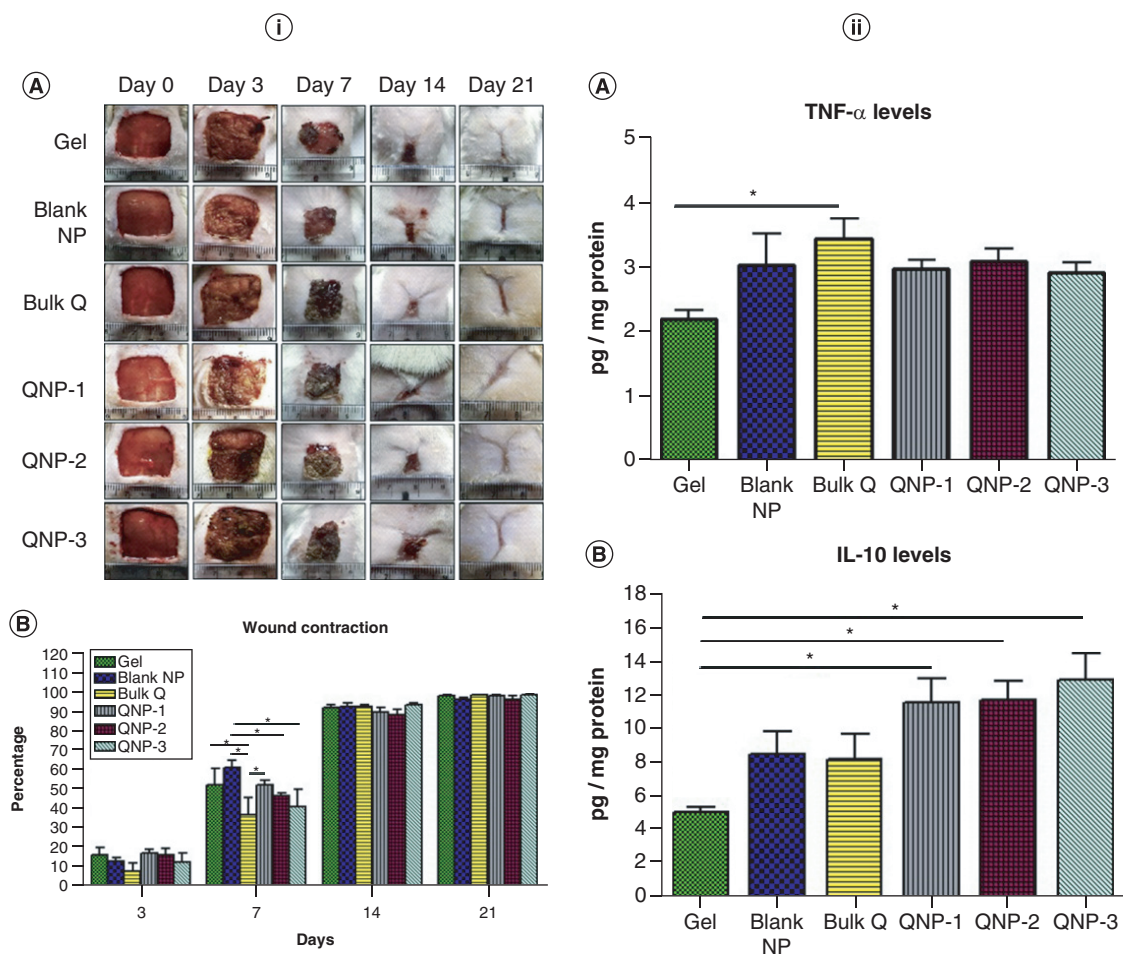 i
A
Day 0 Day 3 Day 7 Day 14 Day 21
Gel
Blank
NP
Bulk Q
QNP-1
QNP-2
QNP-3
B
Wound contraction
120
110
100
90
80
70
60
50
40
30
20
10
0
Percentage
Gel
Blank NP
Bulk Q
QNP-1
QNP-2
QNP-3
* * * * *
3 7 14 21
Days
ii
A
TNF-α levels
5
4
3
2
1
0
pg / mg protein
*
Gel Blank NP Bulk Q QNP-1 QNP-2 QNP-3
B
IL-10 levels
18
16
14
12
10
8
6
4
2
0
pg / mg protein
*
*
*
Gel Blank NP Bulk Q QNP-1 QNP-2 QNP-3